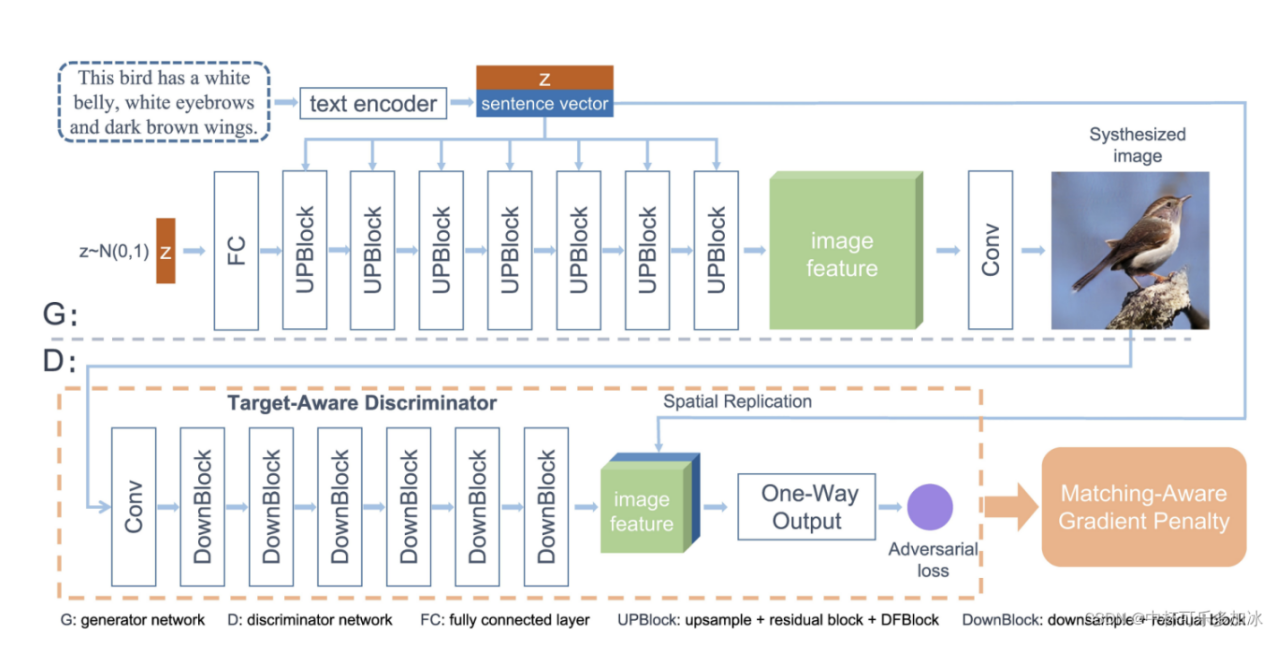 This bird has a white
belly, white eyebrows
and dark brown wings.
text encoder
z
sentence vector
Systhesized
image
z~N(0,1)
z
FC
UPBlock
UPBlock
UPBlock
UPBlock
UPBlock
UPBlock
UPBlock
image
feature
Conv
G:
D:
Target-Aware Discriminator
Spatial Replication
Conv
DownBlock
DownBlock
DownBlock
DownBlock
DownBlock
DownBlock
image
feature
One-Way
Output
Adversarial
loss
Matching-Aware
Gradient Penalty
G: generator network D: discriminator network FC: fully connected layer UPBlock: upsample + residual block + DFBlock DownBlock: downsample + residual block